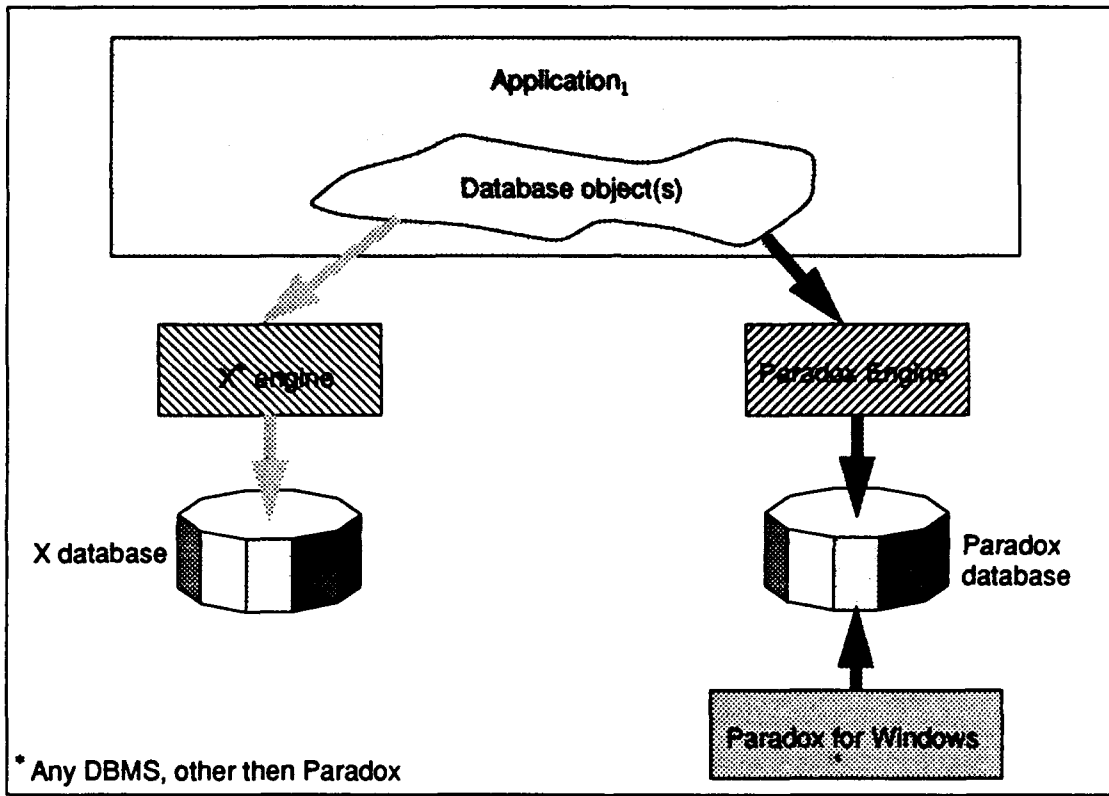 Application₁
Database object(s)
X* engine
Paradox Engine
X database
Paradox
database
Paradox for Windows
*
* Any DBMS, other then Paradox